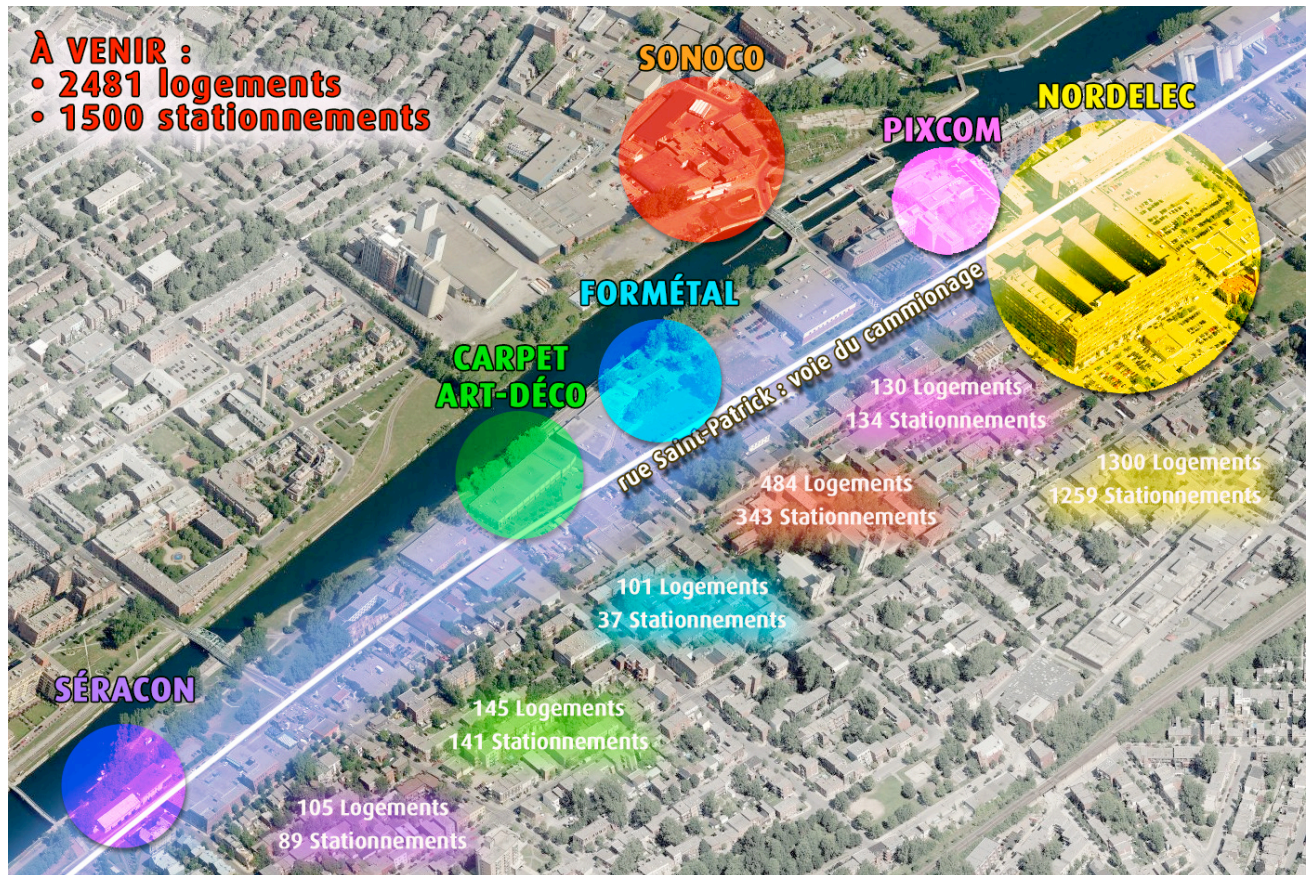 À VENIR :
• 2481 logements
• 1500 stationnements
SONOCO
NORDELEC
PIXCOM
FORMÉTAL
CARPET
ART-DÉCO
rue Saint-Patrick : voie du cammionage
130 Logements
134 Stationnements
1300 Logements
1259 Stationnements
484 Logements
343 Stationnements
101 Logements
37 Stationnements
SÉRACON
145 Logements
141 Stationnements
105 Logements
89 Stationnements